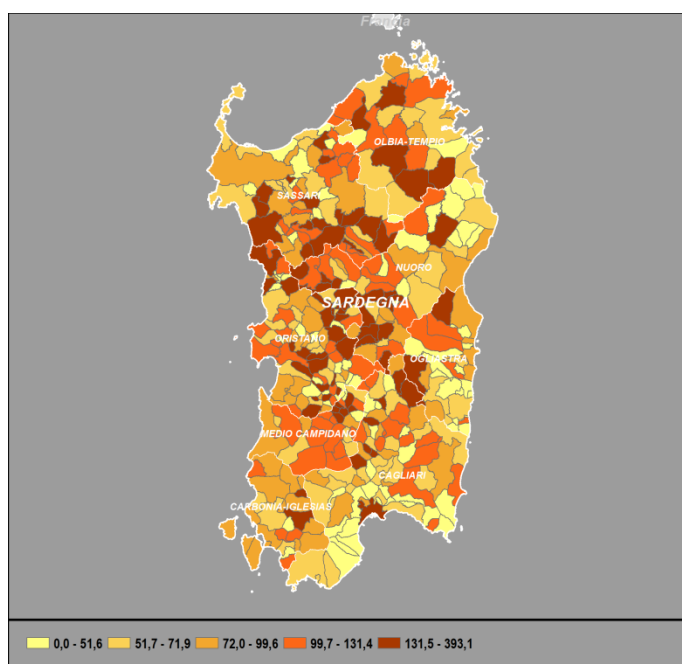 Francia
OLBIA-TEMPIO
SASSARI
NUORO
SARDEGNA
ORISTANO
OGLIASTRA
MEDIO CAMPIDANO
CAGLIARI
CARBONIA-IGLESIAS
0,0 - 51,6 51,7 - 71,9 72,0 - 99,6 99,7 - 131,4 131,5 - 393,1